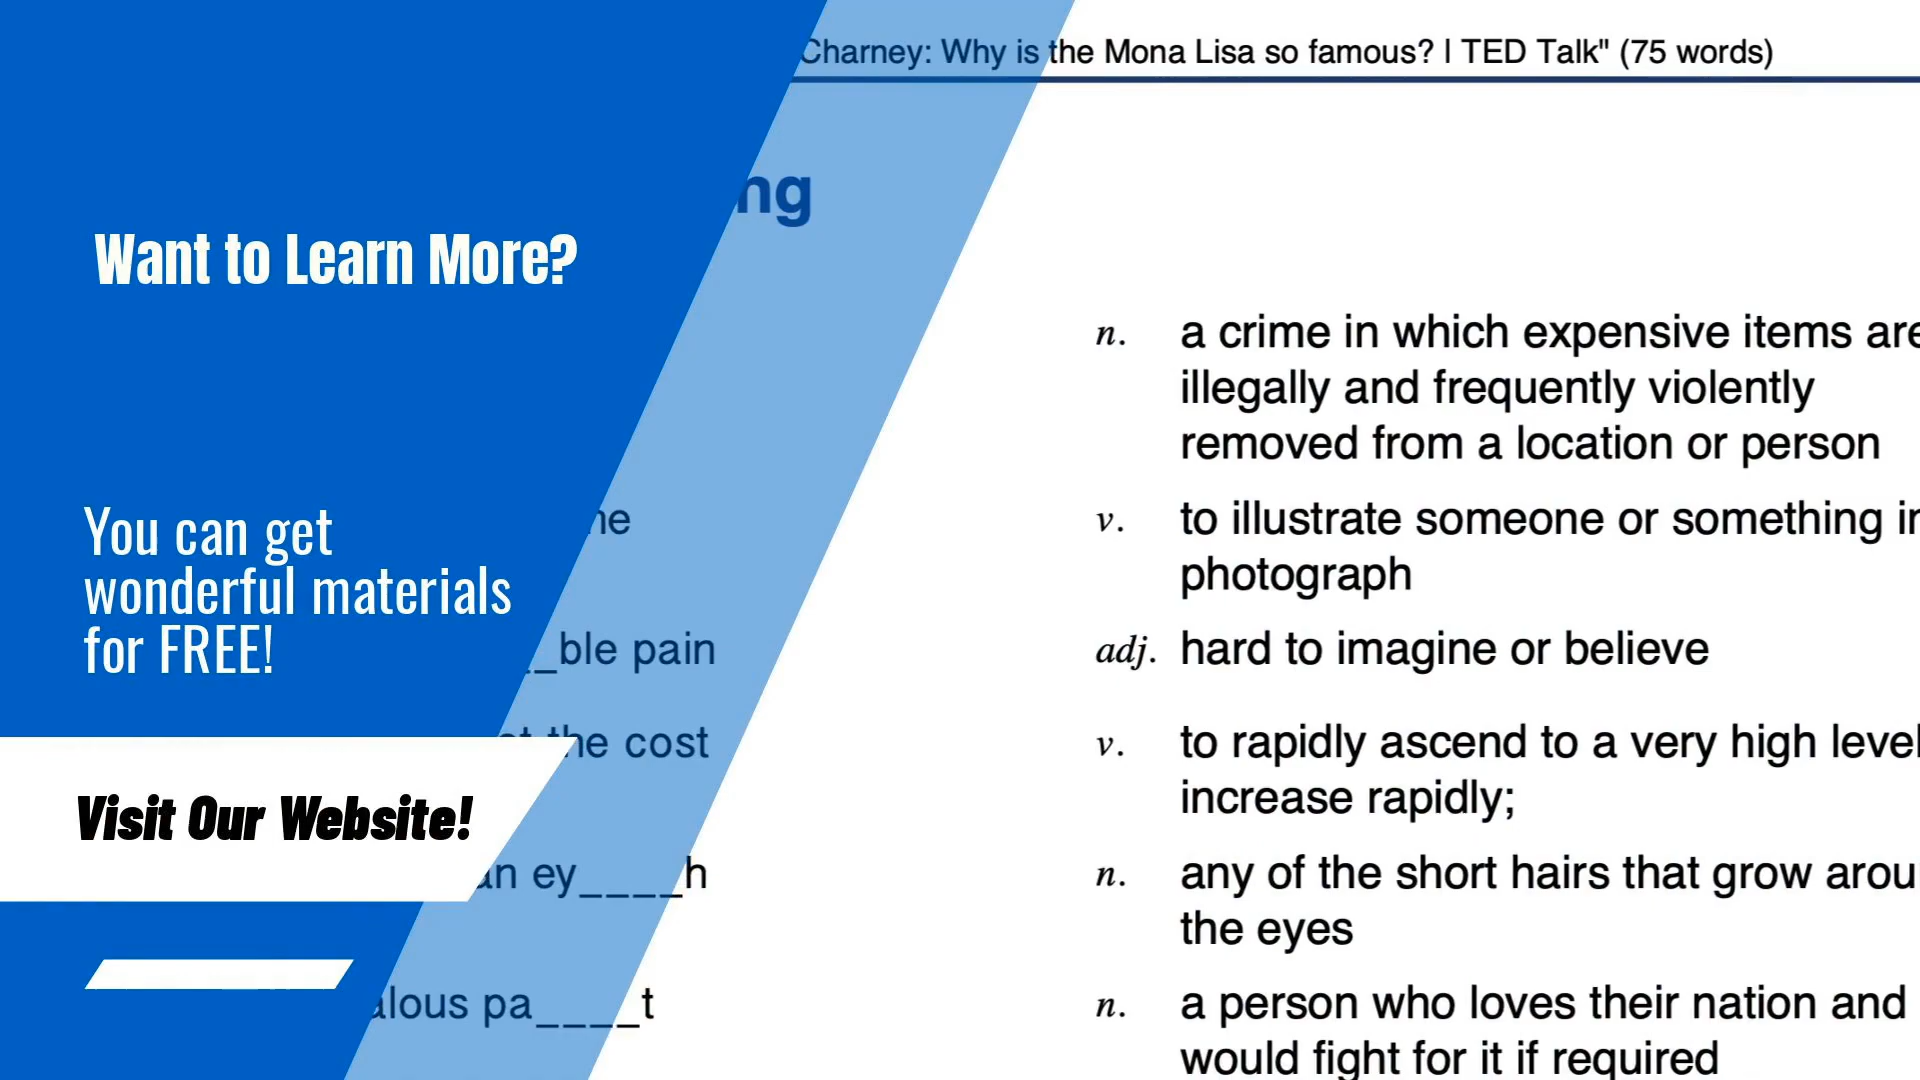 Charney: Why is the Mona Lisa so famous? | TED Talk" (75 words)
ng
Want to Learn More?
You can get
wonderful materials
for FREE!
Visit Our Website!
n. a crime in which expensive items are
illegally and frequently violently
removed from a location or person
v. to illustrate someone or something in
photograph
__ble pain adj. hard to imagine or believe
the cost v. to rapidly ascend to a very high level
increase rapidly;
an ey____h n. any of the short hairs that grow arou
the eyes
alous pa____t n. a person who loves their nation and
would fight for it if required